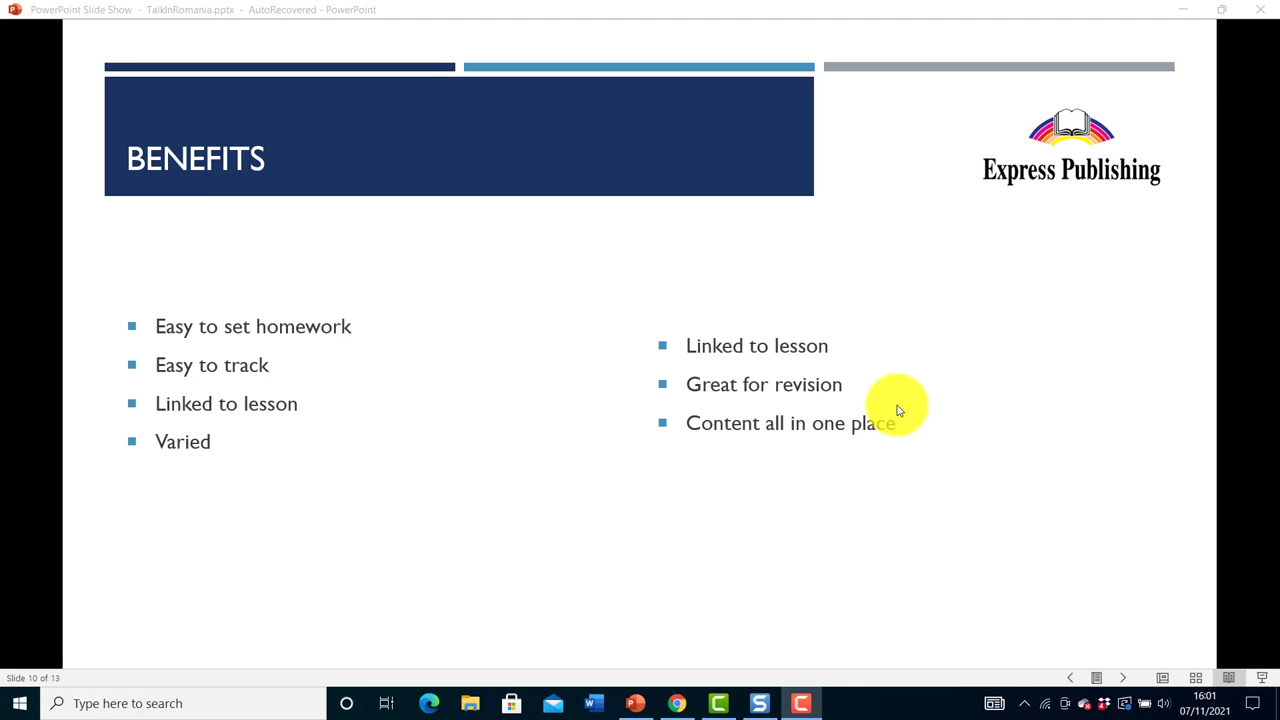 PowerPoint Slide Show - TalkInRomania.pptx - AutoRecovered - PowerPoint
BENEFITS
Express Publishing
Easy to set homework
Easy to track
Linked to lesson
Varied
Linked to lesson
Great for revision
Content all in one place
Slide 10 of 13
Type here to search
16:01
07/11/2021